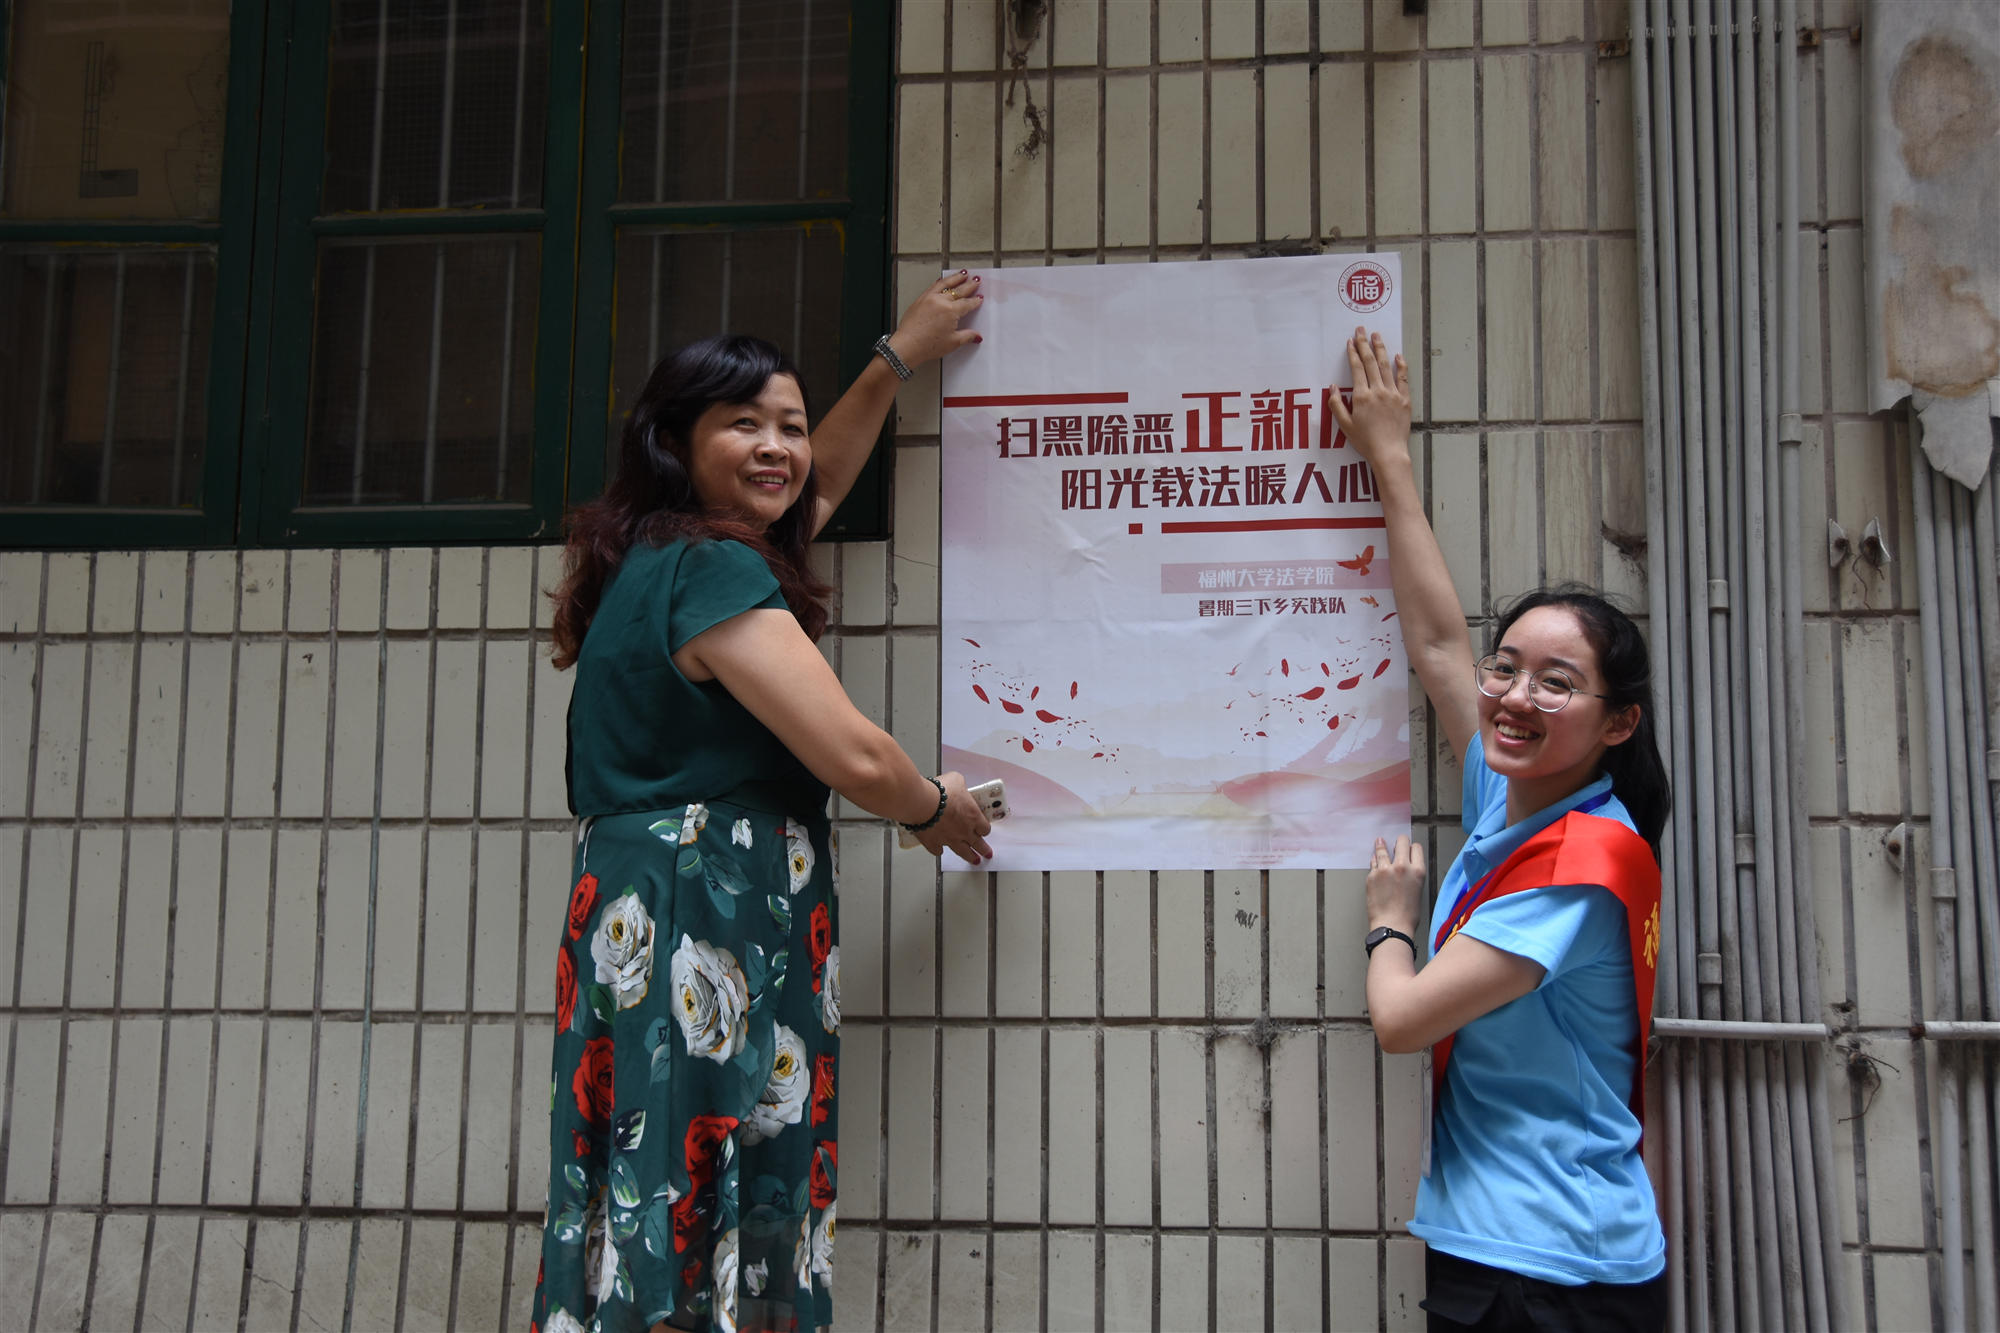 福
扫黑除恶正新风
阳光载法暖人心
福州大学法学院
暑期三下乡实践队